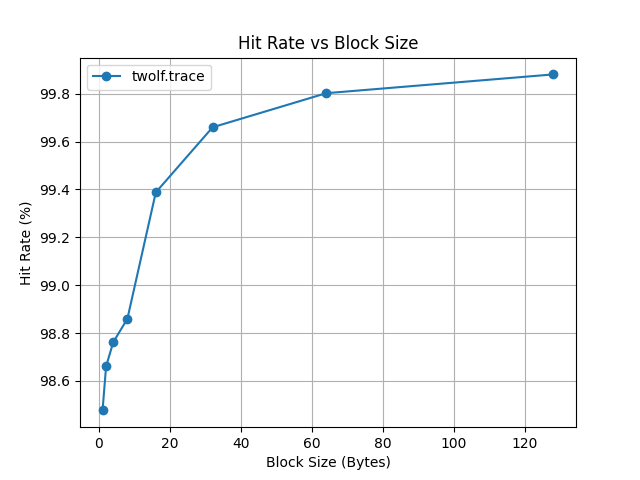 Hit Rate vs Block Size
twolf.trace
Hit Rate (%)
99.8
99.6
99.4
99.2
99.0
98.8
98.6
0 20 40 60 80 100 120
Block Size (Bytes)